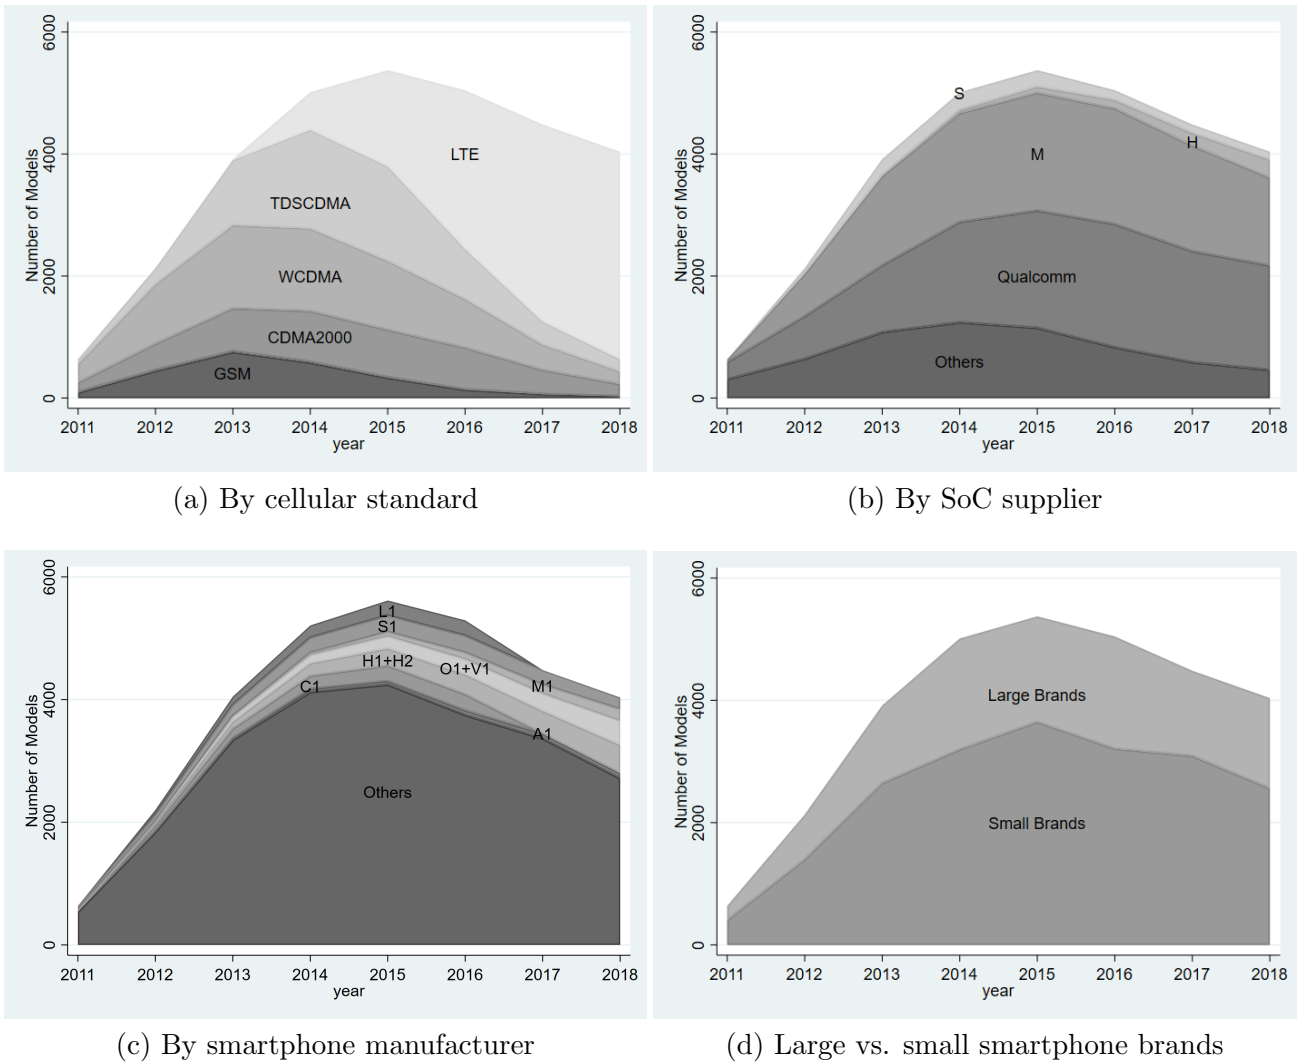 Number of Models
6000
4000
2000
0
LTE
TDSCDMA
WCDMA
CDMA2000
GSM
2011 2012 2013 2014 2015 2016 2017 2018
year
(a) By cellular standard
Number of Models
6000
4000
2000
0
S
H
M
Qualcomm
Others
2011 2012 2013 2014 2015 2016 2017 2018
year
(b) By SoC supplier
Number of Models
6000
4000
2000
0
L1
S1
H1+H2
O1+V1
C1
M1
A1
Others
2011 2012 2013 2014 2015 2016 2017 2018
year
(c) By smartphone manufacturer
Number of Models
6000
4000
2000
0
Large Brands
Small Brands
2011 2012 2013 2014 2015 2016 2017 2018
year
(d) Large vs. small smartphone brands